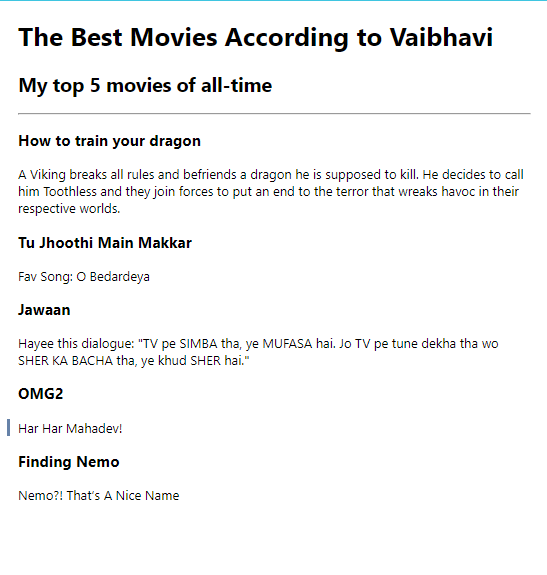 The Best Movies According to Vaibhavi
My top 5 movies of all-time
How to train your dragon
A Viking breaks all rules and befriends a dragon he is supposed to kill. He decides to call
him Toothless and they join forces to put an end to the terror that wreaks havoc in their
respective worlds.
Tu Jhoothi Main Makkar
Fav Song: O Bedardeya
Jawaan
Hayee this dialogue: "TV pe SIMBA tha, ye MUFASA hai. Jo TV pe tune dekha tha wo
SHER KA BACHA tha, ye khud SHER hai."
OMG2
Har Har Mahadev!
Finding Nemo
Nemo?! That's A Nice Name